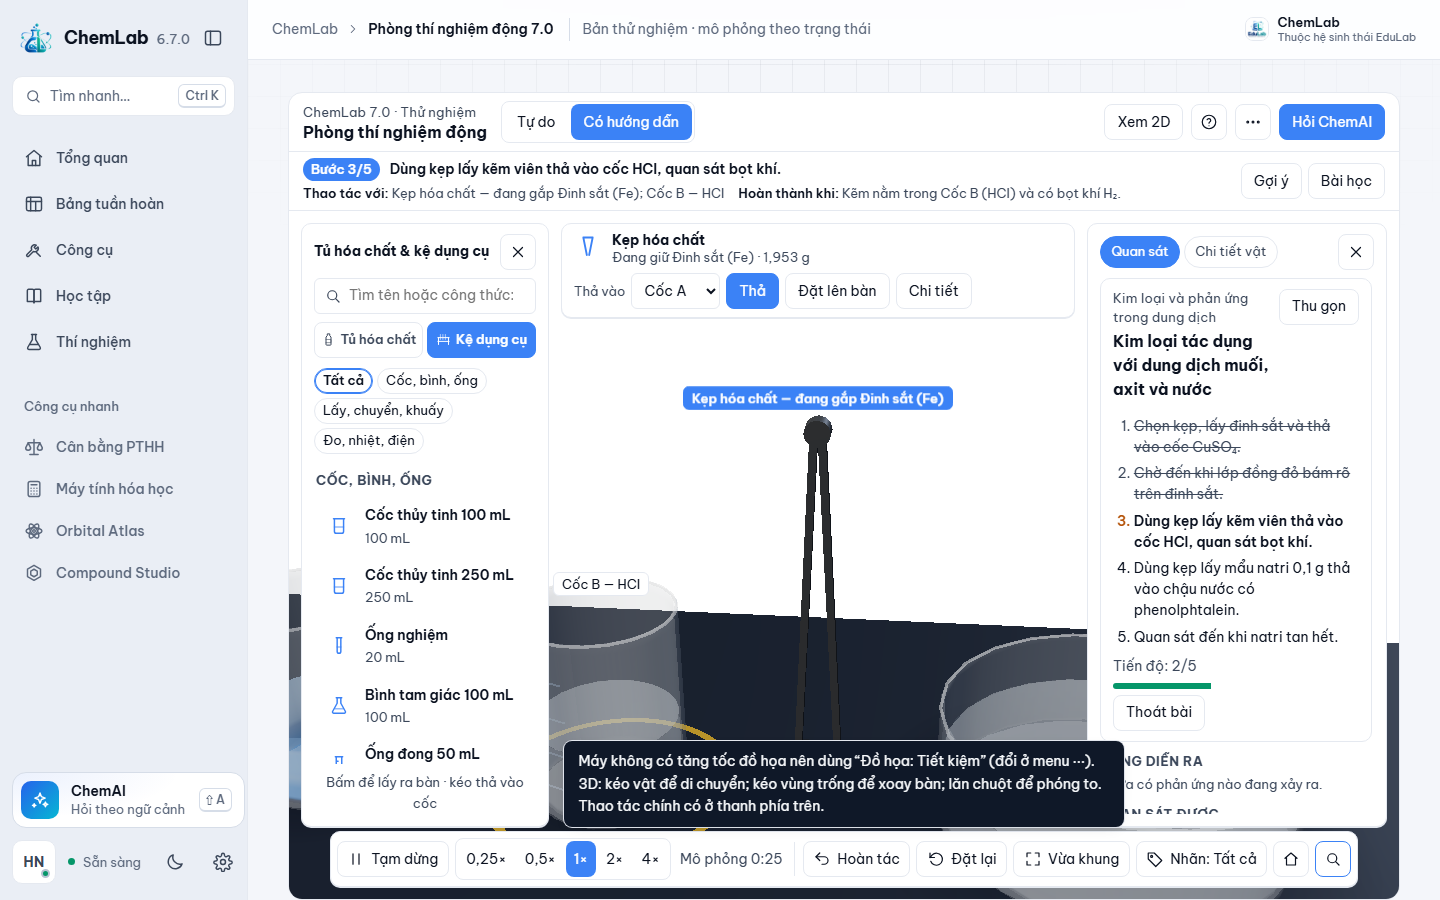 ChemLab 6.7.0
Tìm nhanh... Ctrl K
Tổng quan
Bảng tuần hoàn
Công cụ
Học tập
Thí nghiệm
Công cụ nhanh
Cân bằng PTHH
Máy tính hóa học
Orbital Atlas
Compound Studio
ChemAI
Hỏi theo ngữ cảnh
⇧ A
HN Sẵn sàng
ChemLab › Phòng thí nghiệm động 7.0 Bản thử nghiệm · mô phỏng theo trạng thái
ChemLab
Thuộc hệ sinh thái EduLab
ChemLab 7.0 · Thử nghiệm
Phòng thí nghiệm động
Tự do Có hướng dẫn
Xem 2D Hỏi ChemAI
Bước 3/5 Dùng kẹp lấy kẽm viên thả vào cốc HCl, quan sát bọt khí.
Thao tác với: Kẹp hóa chất — đang gắp Đinh sắt (Fe); Cốc B — HCl Hoàn thành khi: Kẽm nằm trong Cốc B (HCl) và có bọt khí H₂.
Gợi ý Bài học
Tủ hóa chất & kệ dụng cụ
Tìm tên hoặc công thức:
Tủ hóa chất Kệ dụng cụ
Tất cả Cốc, bình, ống
Lấy, chuyển, khuấy
Đo, nhiệt, điện
CỐC, BÌNH, ỐNG
Cốc thủy tinh 100 mL
100 mL
Cốc thủy tinh 250 mL
250 mL
Ống nghiệm
20 mL
Bình tam giác 100 mL
100 mL
Ống đong 50 mL
Bấm để lấy ra bàn · kéo thả vào
cốc
Kẹp hóa chất
Đang giữ Đinh sắt (Fe) · 1,953 g
Thả vào Cốc A Thả Đặt lên bàn Chi tiết
Kẹp hóa chất — đang gắp Đinh sắt (Fe)
Cốc B — HCl
Máy không có tăng tốc đồ họa nên dùng “Đồ họa: Tiết kiệm” (đổi ở menu ···).
3D: kéo vật để di chuyển; kéo vùng trống để xoay bàn; lăn chuột để phóng to.
Thao tác chính có ở thanh phía trên.
Quan sát Chi tiết vật
Kim loại và phản ứng
trong dung dịch
Thu gọn
Kim loại tác dụng
với dung dịch muối,
axit và nước
1. Chọn kẹp, lấy đinh sắt và thả
vào cốc CuSO₄.
2. Chờ đến khi lớp đồng đỏ bám rõ
trên đinh sắt.
3. Dùng kẹp lấy kẽm viên thả vào
cốc HCl, quan sát bọt khí.
4. Dùng kẹp lấy mẩu natri 0,1 g thả
vào chậu nước có
phenolphtalein.
5. Quan sát đến khi natri tan hết.
Tiến độ: 2/5
Thoát bài
NG DIỄN RA
có phản ứng nào đang xảy ra.
Tạm dừng 0,25× 0,5× 1× 2× 4× Mô phỏng 0:25 Hoàn tác Đặt lại Vừa khung Nhãn: Tất cả